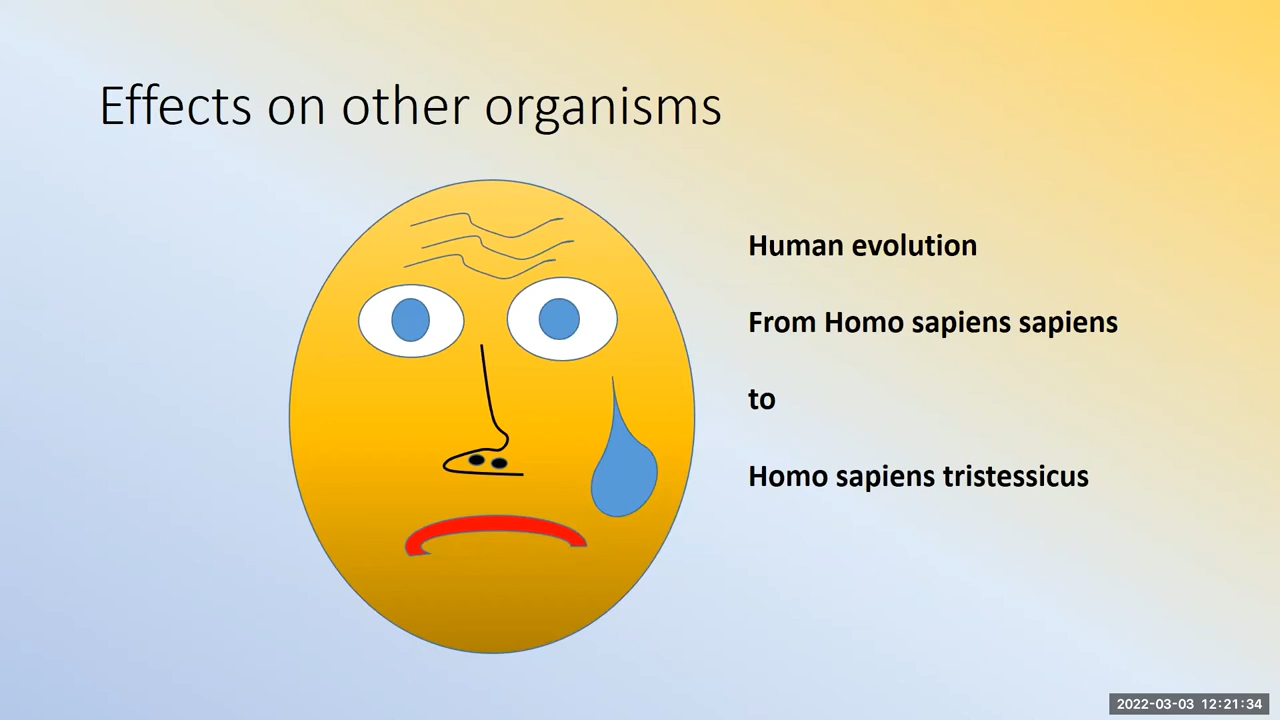 Effects on other organisms
Human evolution
From Homo sapiens sapiens
to
Homo sapiens tristessicus
2022-03-03 12:21:34